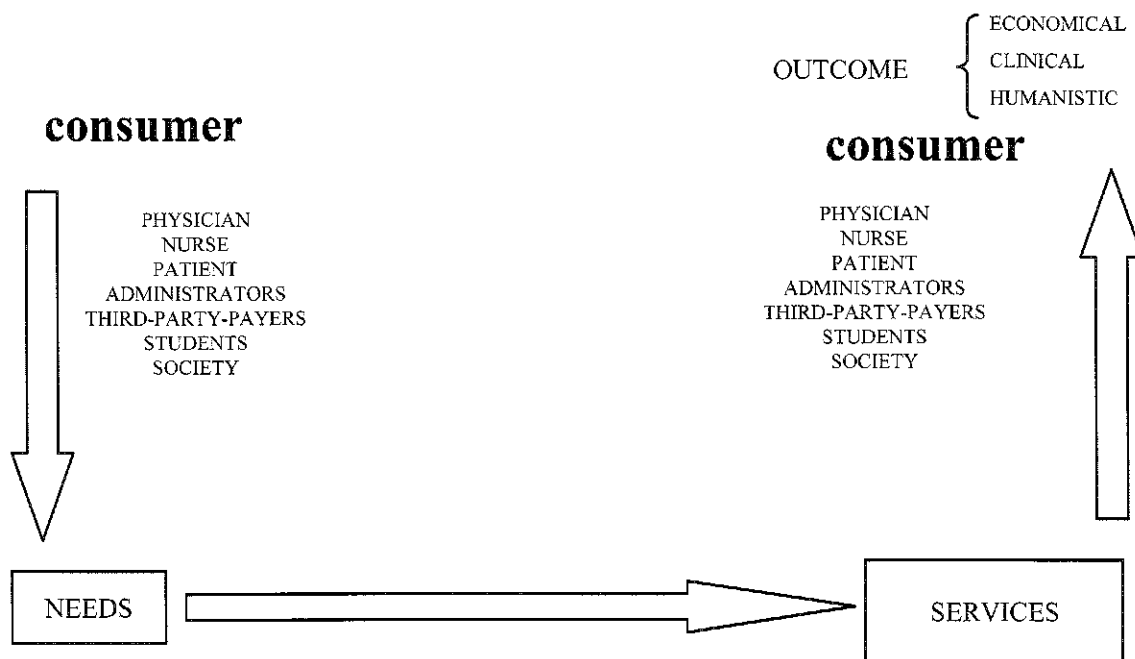 ECONOMICAL
OUTCOME
CLINICAL
HUMANISTIC
consumer
PHYSICIAN
NURSE
PATIENT
ADMINISTRATORS
THIRD-PARTY-PAYERS
STUDENTS
SOCIETY
consumer
PHYSICIAN
NURSE
PATIENT
ADMINISTRATORS
THIRD-PARTY-PAYERS
STUDENTS
SOCIETY
NEEDS
SERVICES